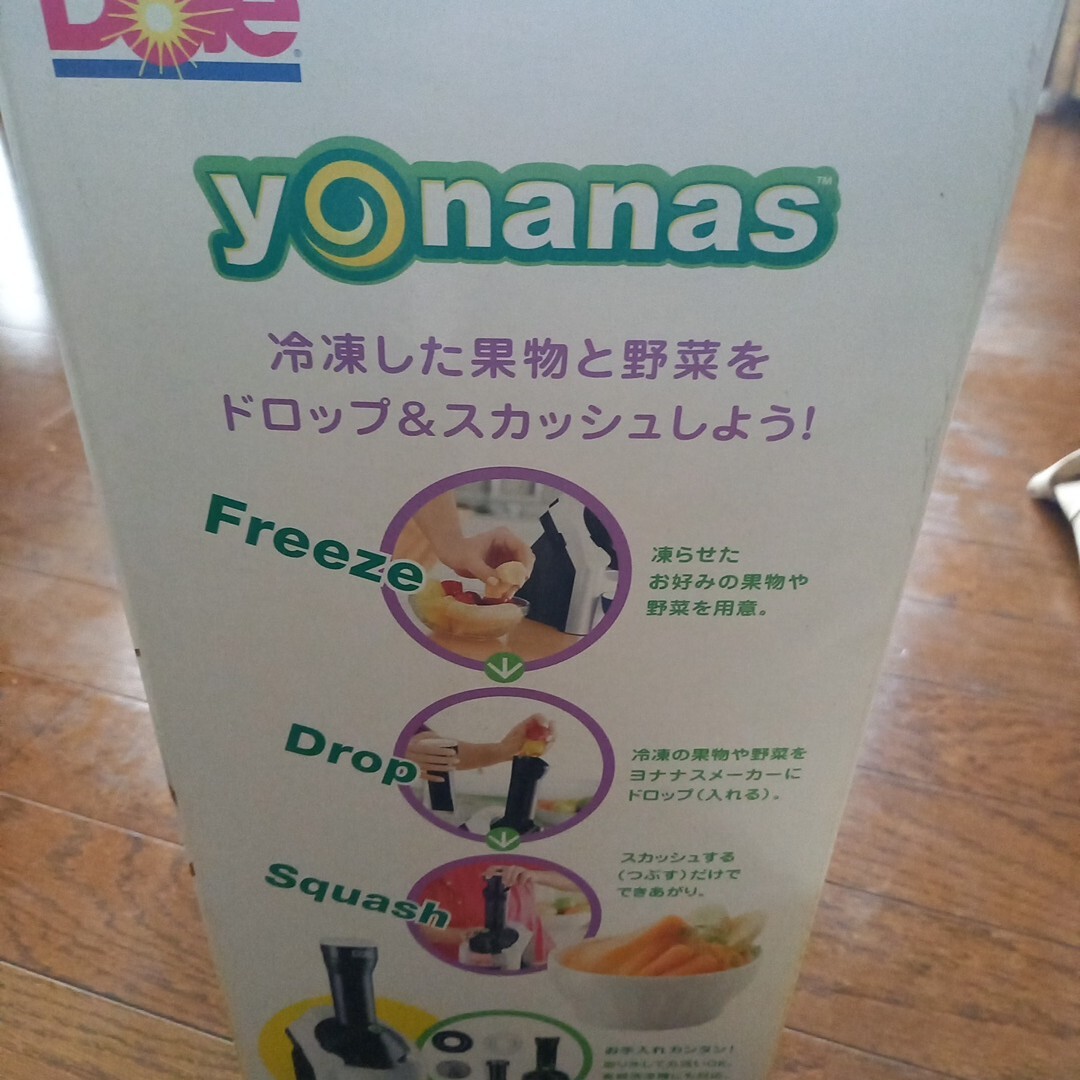 Dole
yonanas™
冷凍した果物と野菜を
ドロップ&スカッシュしよう!
Freeze
凍らせた
お好みの果物や
野菜を用意。
Drop
冷凍の果物や野菜を
ヨナナスメーカーに
ドロップ(入れる)。
Squash
スカッシュする
(つぶす)だけで
できあがり。
お手入れカンタン!